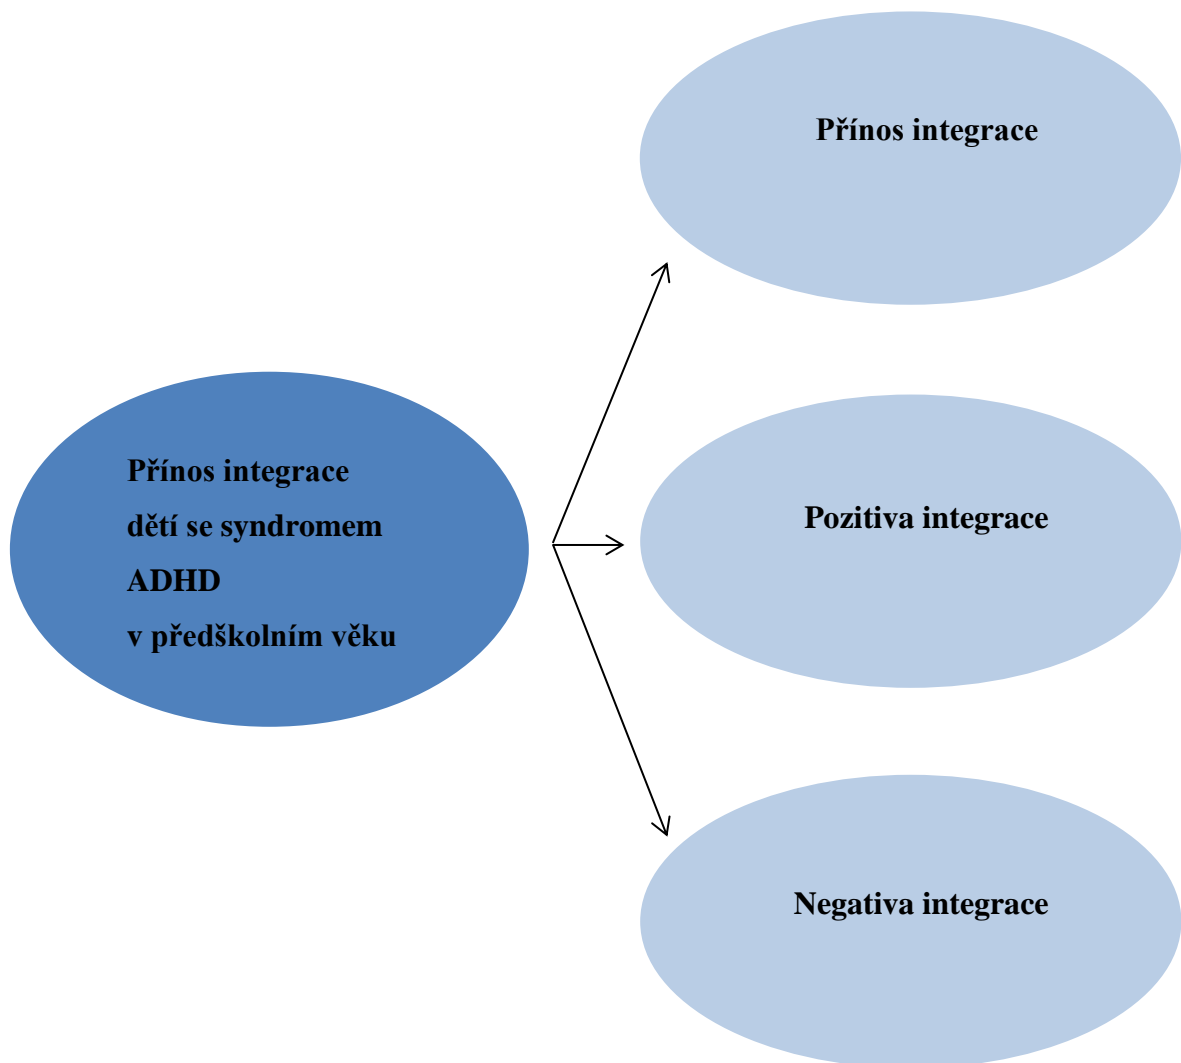 Přínos integrace
Přínos integrace
dětí se syndromem
ADHD
v předškolním věku
Pozitiva integrace
Negativa integrace